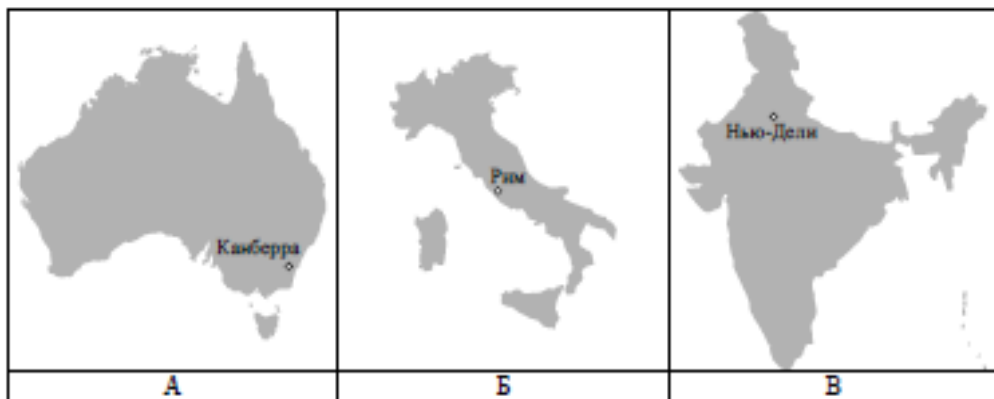 Канберра
Рим
Нью-Дели
А
Б
В